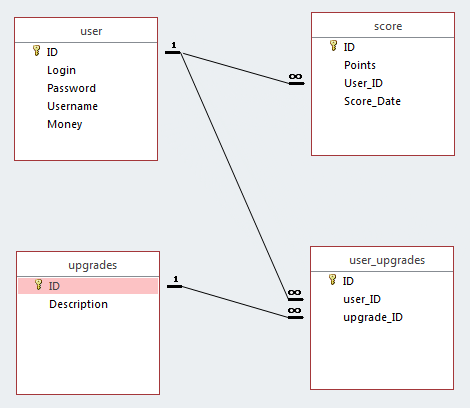 user
ID
Login
Password
Username
Money
score
ID
Points
User_ID
Score_Date
1
∞
upgrades
ID
Description
user_upgrades
ID
user_ID
upgrade_ID
1
∞
∞